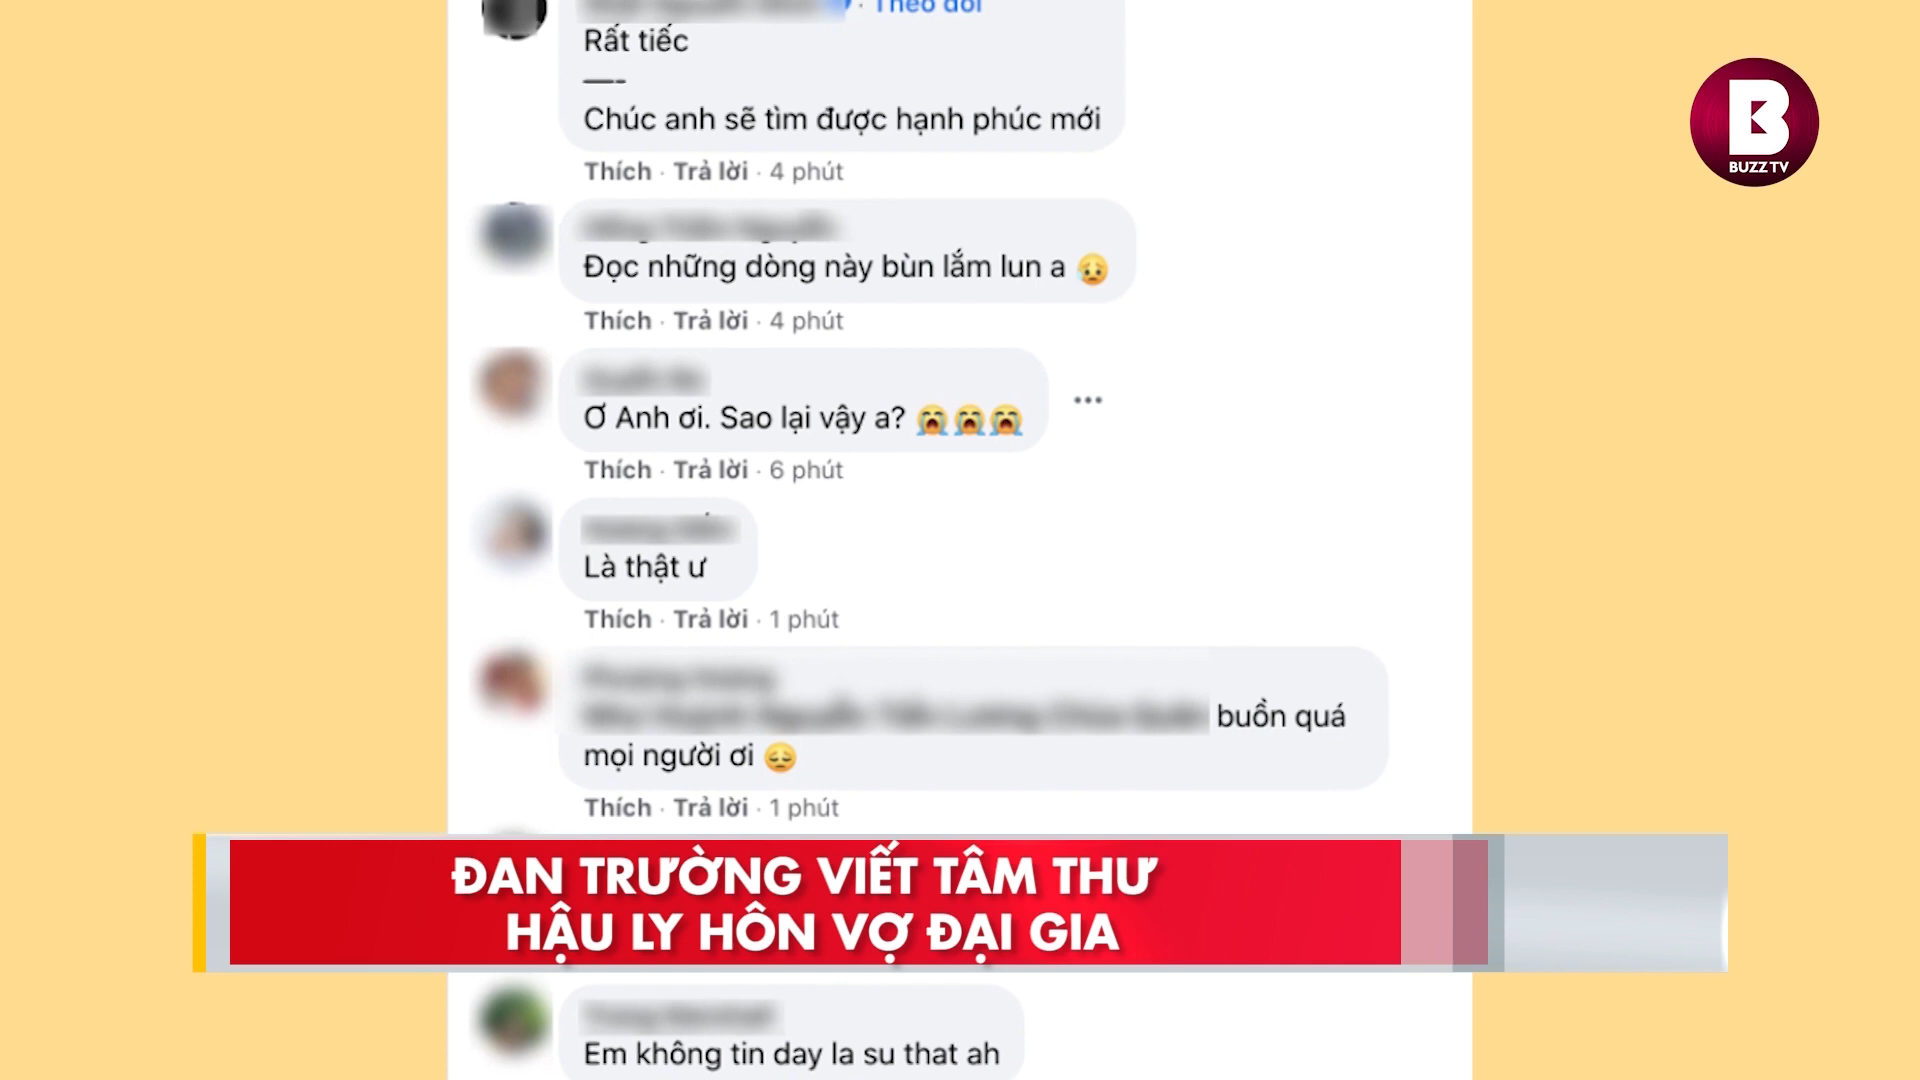 Theo dõi
Rất tiếc
—-
Chúc anh sẽ tìm được hạnh phúc mới
Thích · Trả lời · 4 phút
BUZZ TV
Đọc những dòng này bùn lắm lun a 😥
Thích · Trả lời · 4 phút
Ơ Anh ơi. Sao lại vậy a? 😭😭😭
Thích · Trả lời · 6 phút
Là thật ư
Thích · Trả lời · 1 phút
buồn quá
mọi người ơi 😔
Thích · Trả lời · 1 phút
ĐAN TRƯỜNG VIẾT TÂM THƯ
HẬU LY HÔN VỢ ĐẠI GIA
Em không tin day la su that ah